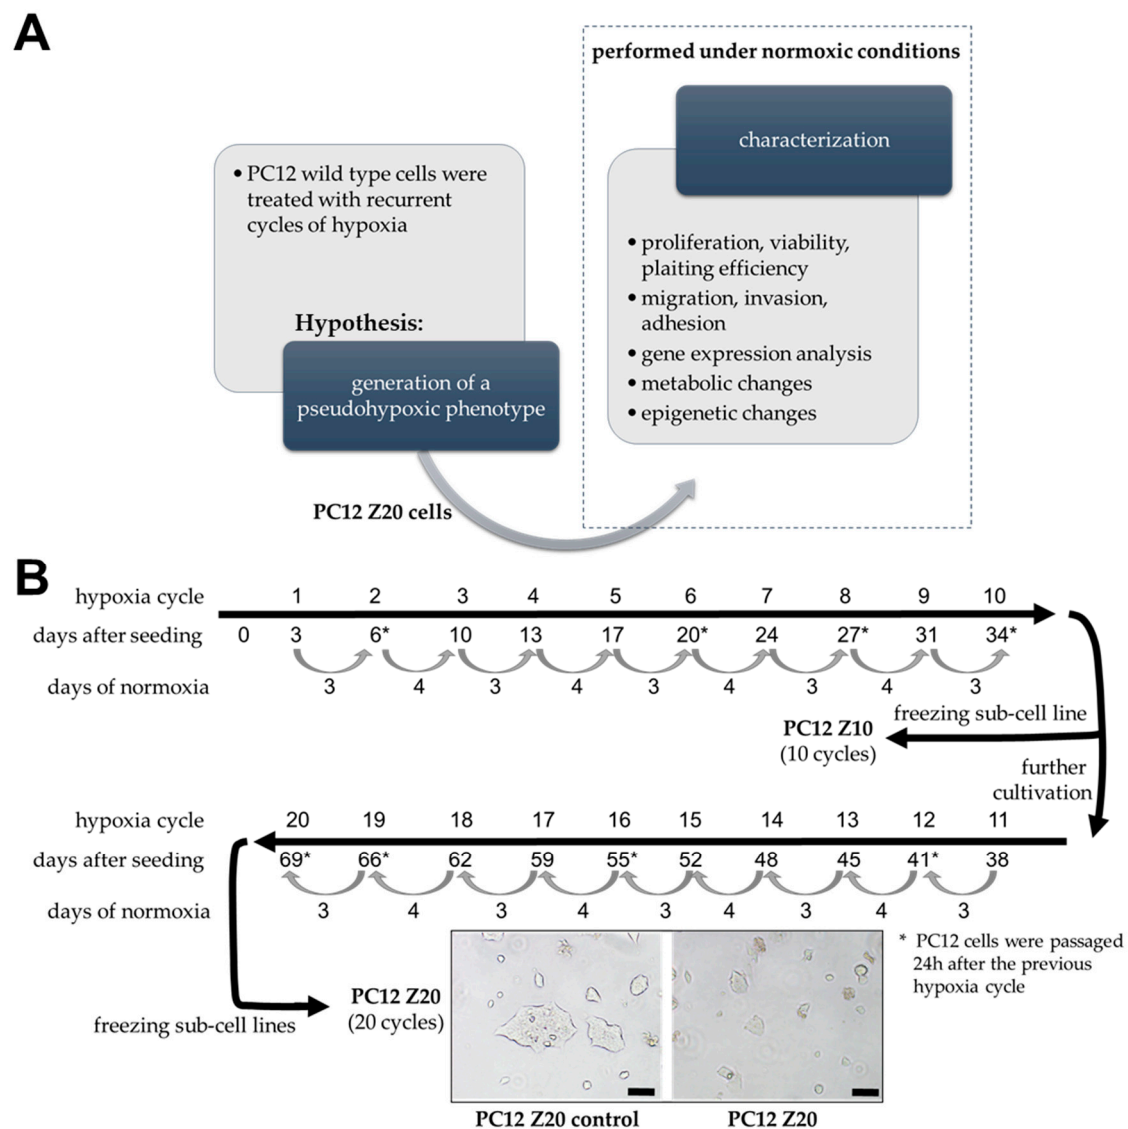 A
performed under normoxic conditions
characterization
• PC12 wild type cells were
treated with recurrent
cycles of hypoxia
Hypothesis:
generation of a
pseudohypoxic phenotype
• proliferation, viability,
plaiting efficiency
• migration, invasion,
adhesion
• gene expression analysis
• metabolic changes
• epigenetic changes
PC12 Z20 cells
B
hypoxia cycle 1 2 3 4 5 6 7 8 9 10
days after seeding 0 3 6* 10 13 17 20* 24 27* 31 34*
days of normoxia 3 4 3 4 3 4 3 4 3
freezing sub-cell line
PC12 Z10
(10 cycles)
further
cultivation
hypoxia cycle 20 19 18 17 16 15 14 13 12 11
days after seeding 69* 66* 62 59 55* 52 48 45 41* 38
days of normoxia 3 4 3 4 3 4 3 4 3
* PC12 cells were passaged
24h after the previous
hypoxia cycle
PC12 Z20
(20 cycles)
freezing sub-cell lines
PC12 Z20 control PC12 Z20